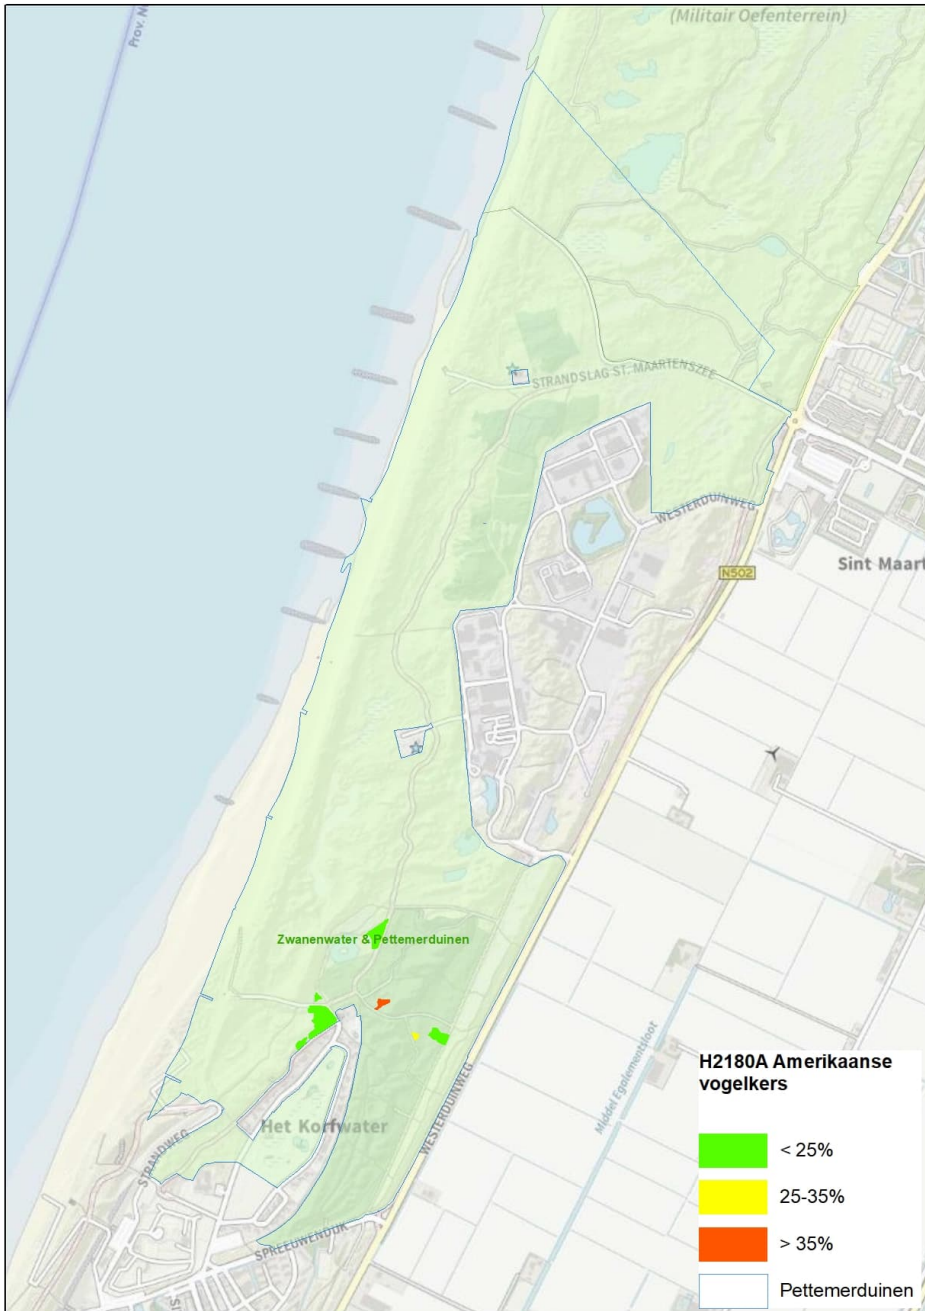 (Militair Oefenterrein)
Prov. N
STRANDSLAG ST. MAARTENSZEE
WESTERDUINWEG
N502
Sint Maart
Zwanenwater & Pettemerduinen
Het Korfwater
STRANDWEG
WESTERDUINWEG
Middel Egalementsloot
SPREEUWENDIJK
H2180A Amerikaanse
vogelkers
< 25%
25-35%
> 35%
Pettemerduinen